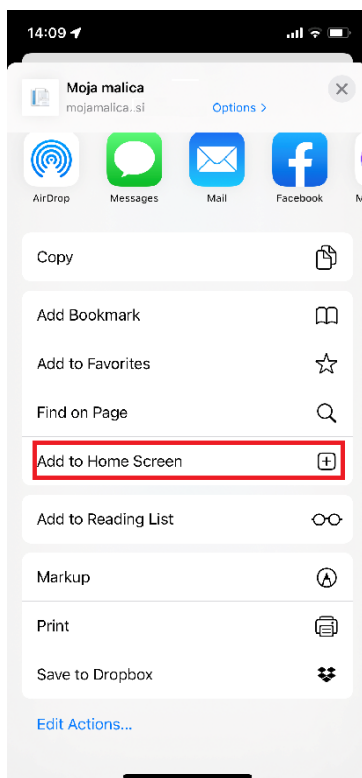 14:09
Moja malica
mojamalica..si
Options >
AirDrop
Messages
Mail
Facebook
M
Copy
Add Bookmark
Add to Favorites
Find on Page
Add to Home Screen
Add to Reading List
Markup
Print
Save to Dropbox
Edit Actions...